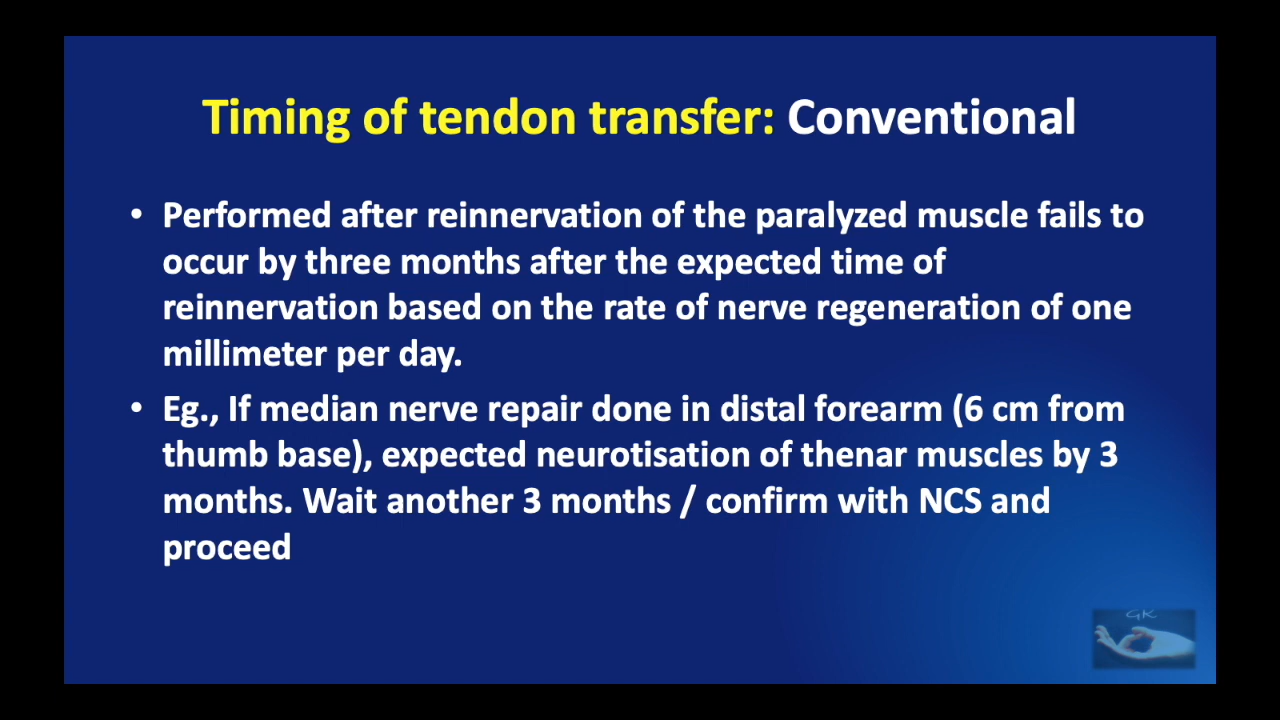 Timing of tendon transfer: Conventional
• Performed after reinnervation of the paralyzed muscle fails to
occur by three months after the expected time of
reinnervation based on the rate of nerve regeneration of one
millimeter per day.
• Eg., If median nerve repair done in distal forearm (6 cm from
thumb base), expected neurotisation of thenar muscles by 3
months. Wait another 3 months / confirm with NCS and
proceed
GK